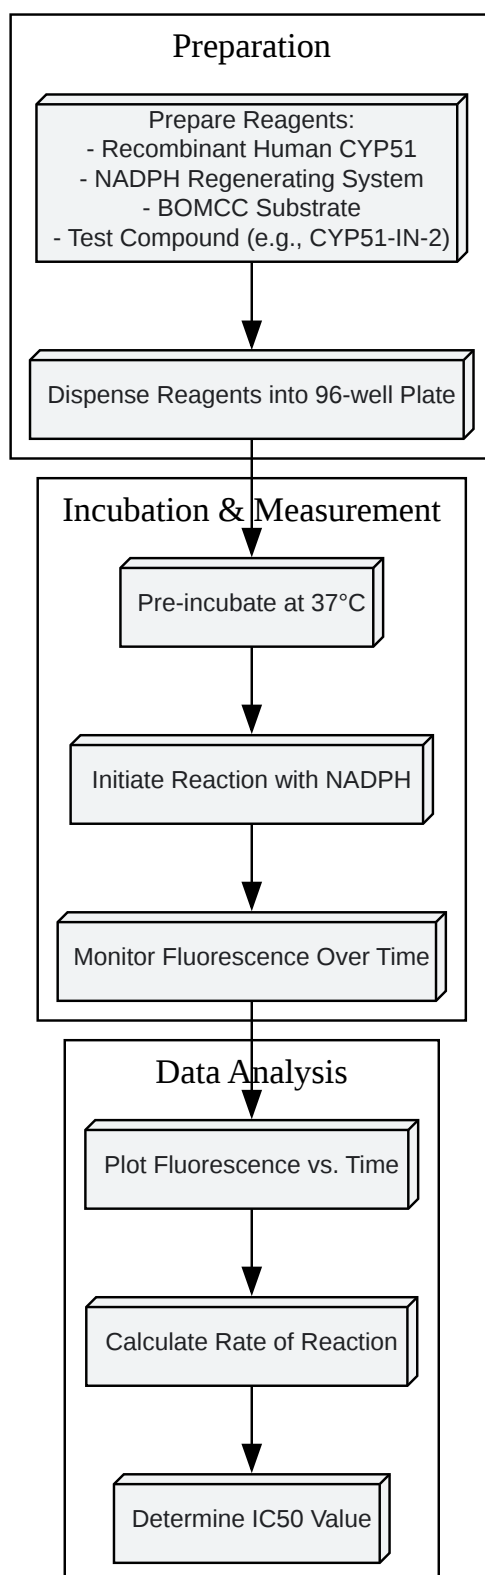 Preparation
Prepare Reagents:
- Recombinant Human CYP51
- NADPH Regenerating System
- BOMCC Substrate
- Test Compound (e.g., CYP51-IN-2)
Dispense Reagents into 96-well Plate
Incubation & Measurement
Pre-incubate at 37°C
Initiate Reaction with NADPH
Monitor Fluorescence Over Time
Data Analysis
Plot Fluorescence vs. Time
Calculate Rate of Reaction
Determine IC50 Value